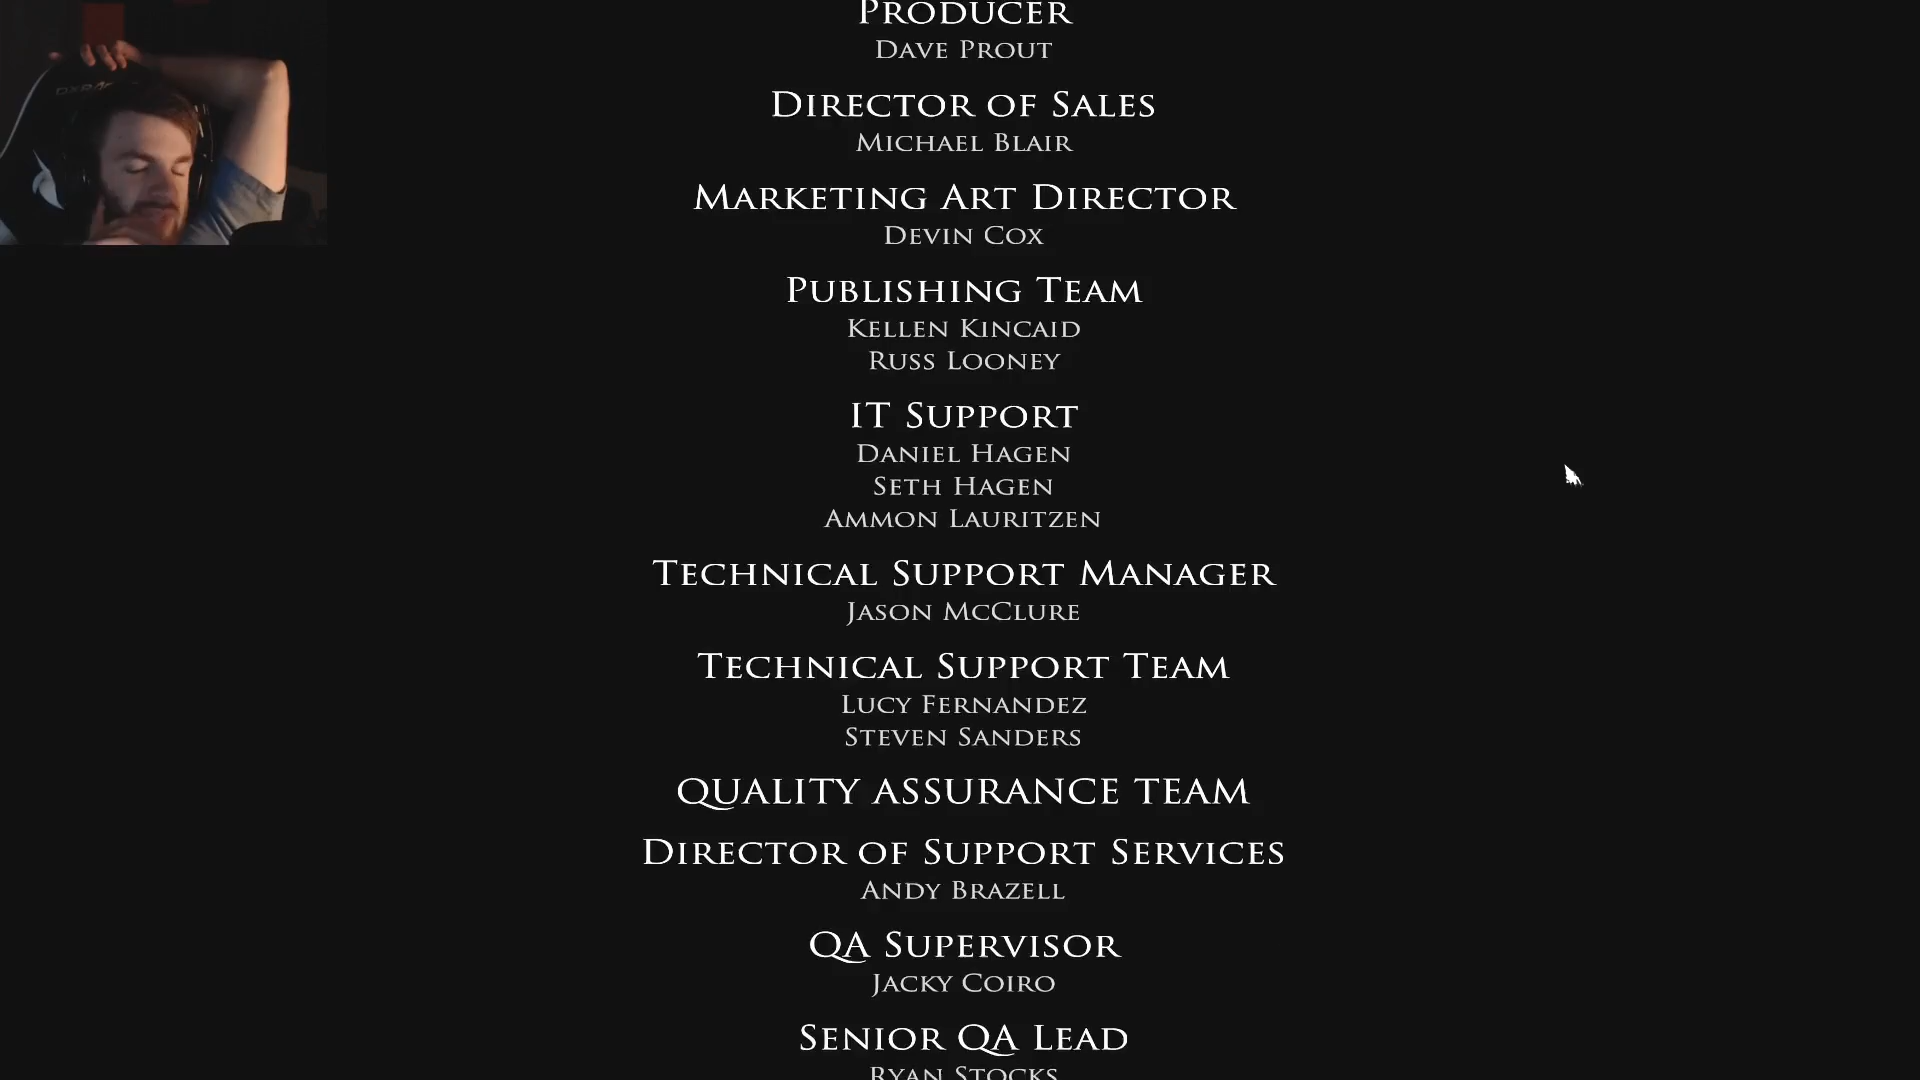 Producer
Dave Prout
Director of Sales
Michael Blair
Marketing Art Director
Devin Cox
Publishing Team
Kellen Kincaid
Russ Looney
IT Support
Daniel Hagen
Seth Hagen
Ammon Lauritzen
Technical Support Manager
Jason McClure
Technical Support Team
Lucy Fernandez
Steven Sanders
QUALITY ASSURANCE TEAM
Director of Support Services
Andy Brazell
QA Supervisor
Jacky Coiro
Senior QA Lead
Ryan Stocks